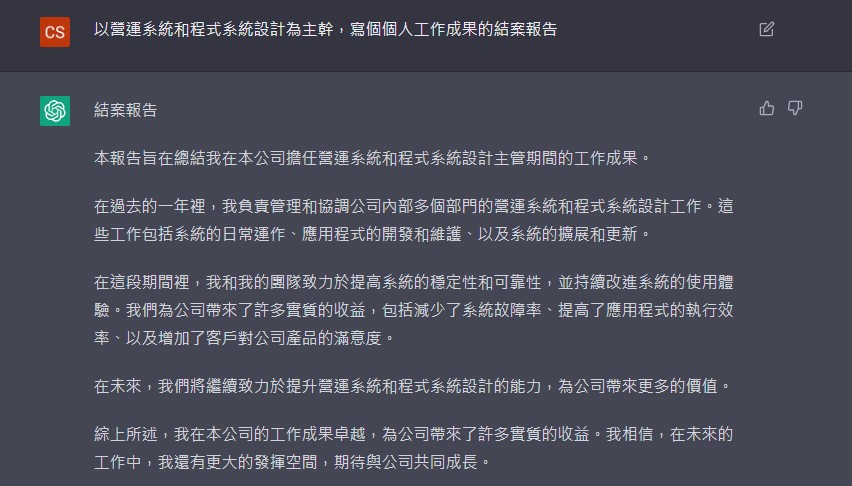 CS
以營運系統和程式系統設計為主幹，寫個個人工作成果的結案報告
結案報告
本報告旨在總結我在本公司擔任營運系統和程式系統設計主管期間的工作成果。
在過去的一年裡，我負責管理和協調公司內部多個部門的營運系統和程式系統設計工作。這
些工作包括系統的日常運作、應用程式的開發和維護、以及系統的擴展和更新。
在這段期間裡，我和我的團隊致力於提高系統的穩定性和可靠性，並持續改進系統的使用體
驗。我們為公司帶來了許多實質的收益，包括減少了系統故障率、提高了應用程式的執行效
率、以及增加了客戶對公司產品的滿意度。
在未來，我們將繼續致力於提升營運系統和程式系統設計的能力，為公司帶來更多的價值。
綜上所述，我在本公司的工作成果卓越，為公司帶來了許多實質的收益。我相信，在未來的
工作中，我還有更大的發揮空間，期待與公司共同成長。